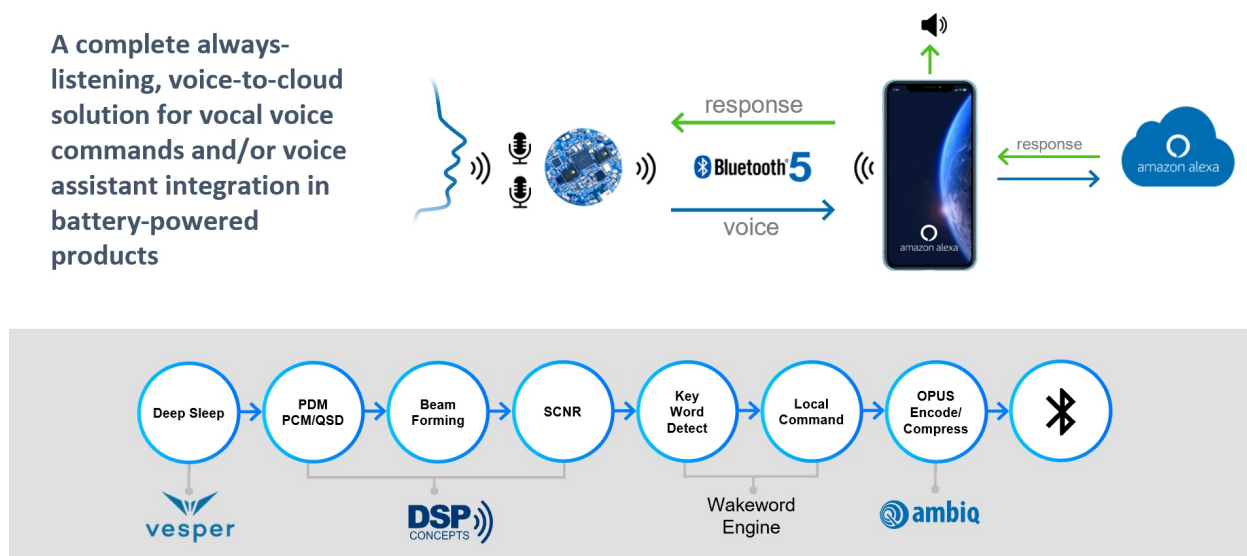 A complete always-
listening, voice-to-cloud
solution for vocal voice
commands and/or voice
assistant integration in
battery-powered
products
response
Bluetooth® 5
voice
amazon alexa
response
amazon alexa
Deep Sleep
PDM
PCM/QSD
Beam
Forming
SCNR
Key
Word
Detect
Local
Command
OPUS
Encode/
Compress
vesper
DSP
CONCEPTS
Wakeword
Engine
ambiq